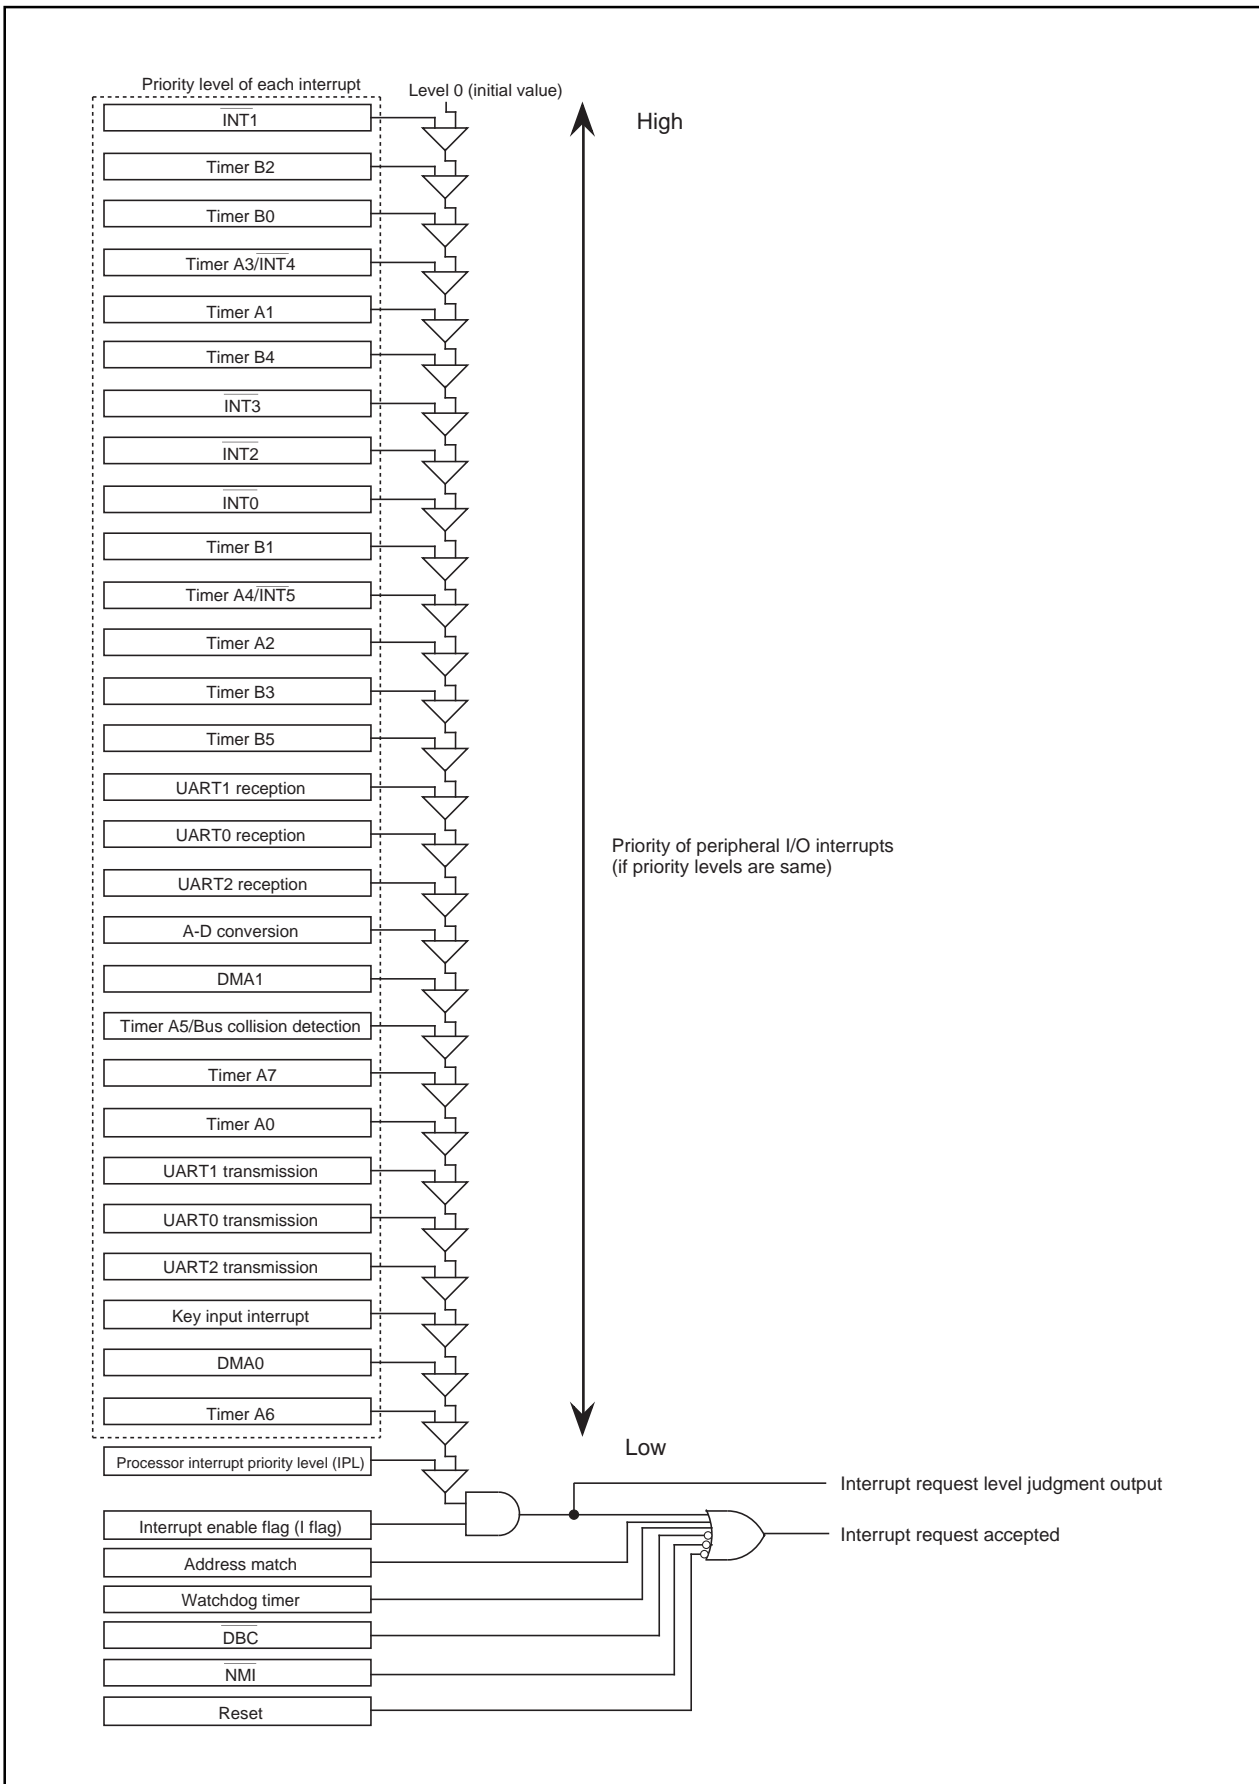 Priority level of each interrupt
Level 0 (initial value)
High
INT1
Timer B2
Timer B0
Timer A3/INT4
Timer A1
Timer B4
INT3
INT2
INT0
Timer B1
Timer A4/INT5
Timer A2
Timer B3
Timer B5
UART1 reception
UART0 reception
Priority of peripheral I/O interrupts
(if priority levels are same)
UART2 reception
A-D conversion
DMA1
Timer A5/Bus collision detection
Timer A7
Timer A0
UART1 transmission
UART0 transmission
UART2 transmission
Key input interrupt
DMA0
Timer A6
Low
Processor interrupt priority level (IPL)
Interrupt request level judgment output
Interrupt enable flag (I flag)
Interrupt request accepted
Address match
Watchdog timer
DBC
NMI
Reset